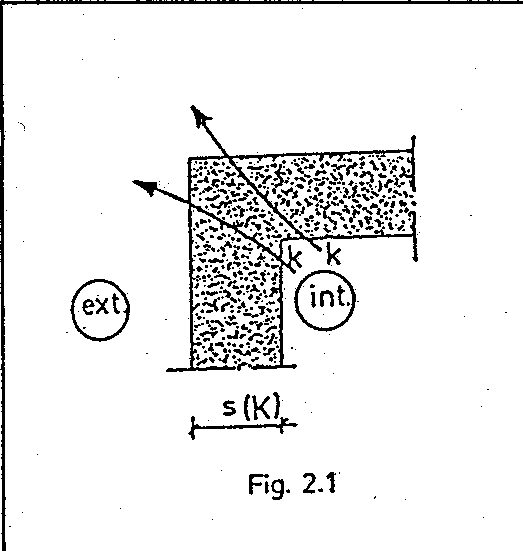 k k
ext.
int.
s(K)
Fig. 2.1